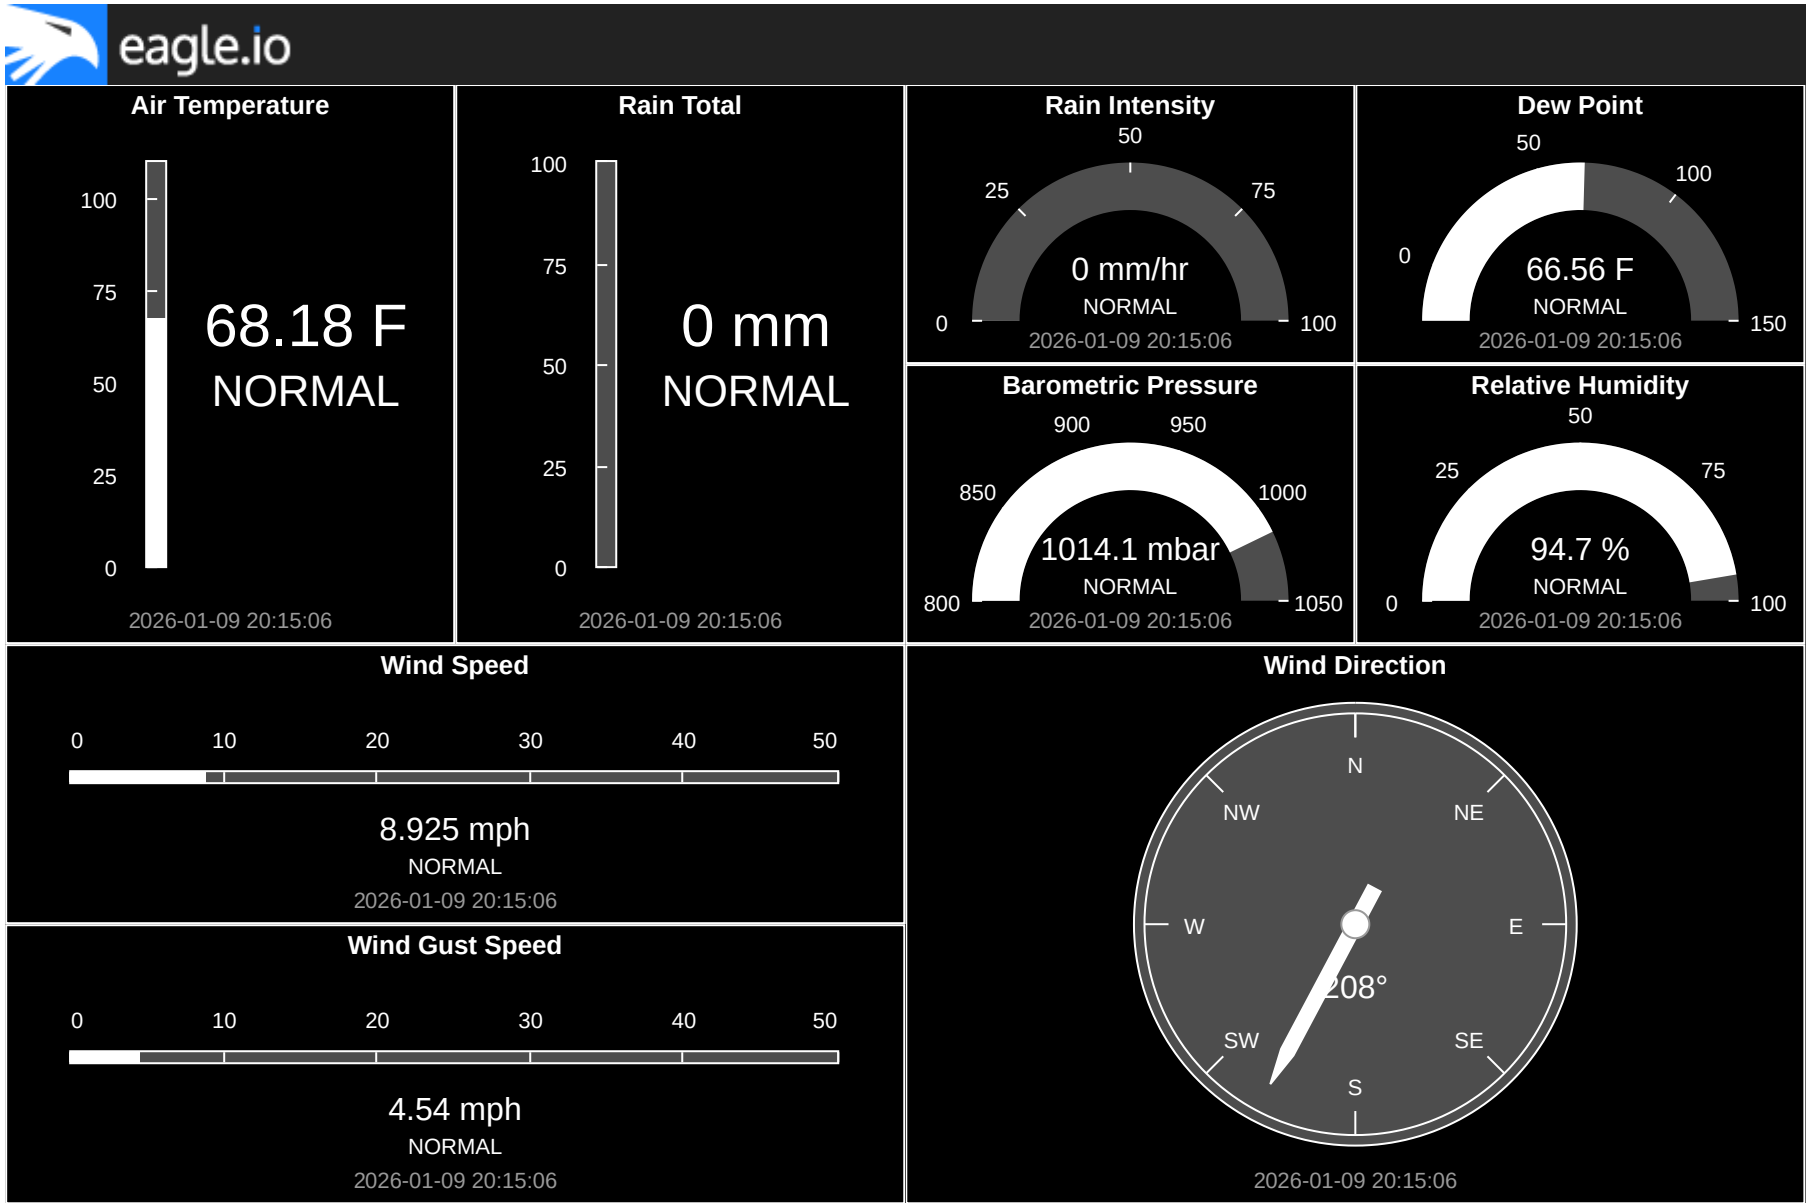 eagle.io
Air Temperature
100
75
50
25
0
68.18 F
NORMAL
2026-01-09 20:15:06
Rain Total
100
75
50
25
0
0 mm
NORMAL
2026-01-09 20:15:06
Rain Intensity
0
25
50
75
100
0 mm/hr
NORMAL
2026-01-09 20:15:06
Dew Point
0
50
100
150
66.56 F
NORMAL
2026-01-09 20:15:06
Barometric Pressure
800
850
900
950
1000
1050
1014.1 mbar
NORMAL
2026-01-09 20:15:06
Relative Humidity
0
25
50
75
100
94.7 %
NORMAL
2026-01-09 20:15:06
Wind Speed
0 10 20 30 40 50
8.925 mph
NORMAL
2026-01-09 20:15:06
Wind Gust Speed
0 10 20 30 40 50
4.54 mph
NORMAL
2026-01-09 20:15:06
Wind Direction
N
NE
E
SE
S
SW
W
NW
208°
2026-01-09 20:15:06